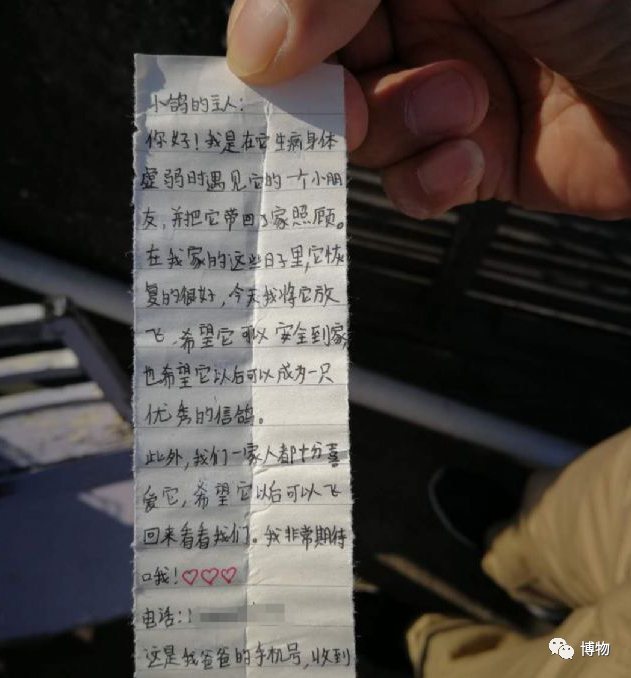 小鸽的主人:
你好!我是在它生病身体
虚弱时遇见它的一个小朋
友,并把它带回了家照顾。
在我家的这些日子里,它恢
复的很好,今天我将它放
飞,希望它可以安全到家,
也希望它以后可以成为一只
优秀的信鸽。
此外,我们一家人都十分喜
爱它,希望它以后可以飞
回来看看我们。我非常期待
哦!♡♡♡
电话:1
这是我爸爸的手机号,收到
博物